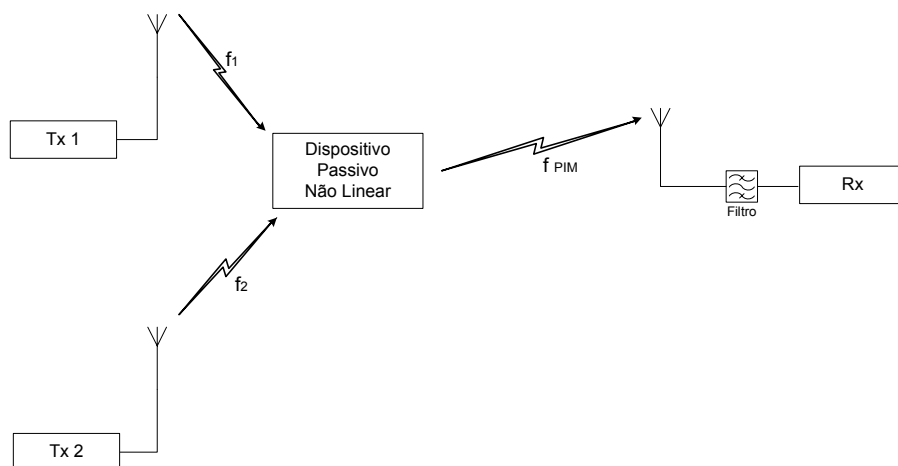 f1
Tx 1
Dispositivo
Passivo
Não Linear
f PIM
Rx
Filtro
f2
Tx 2